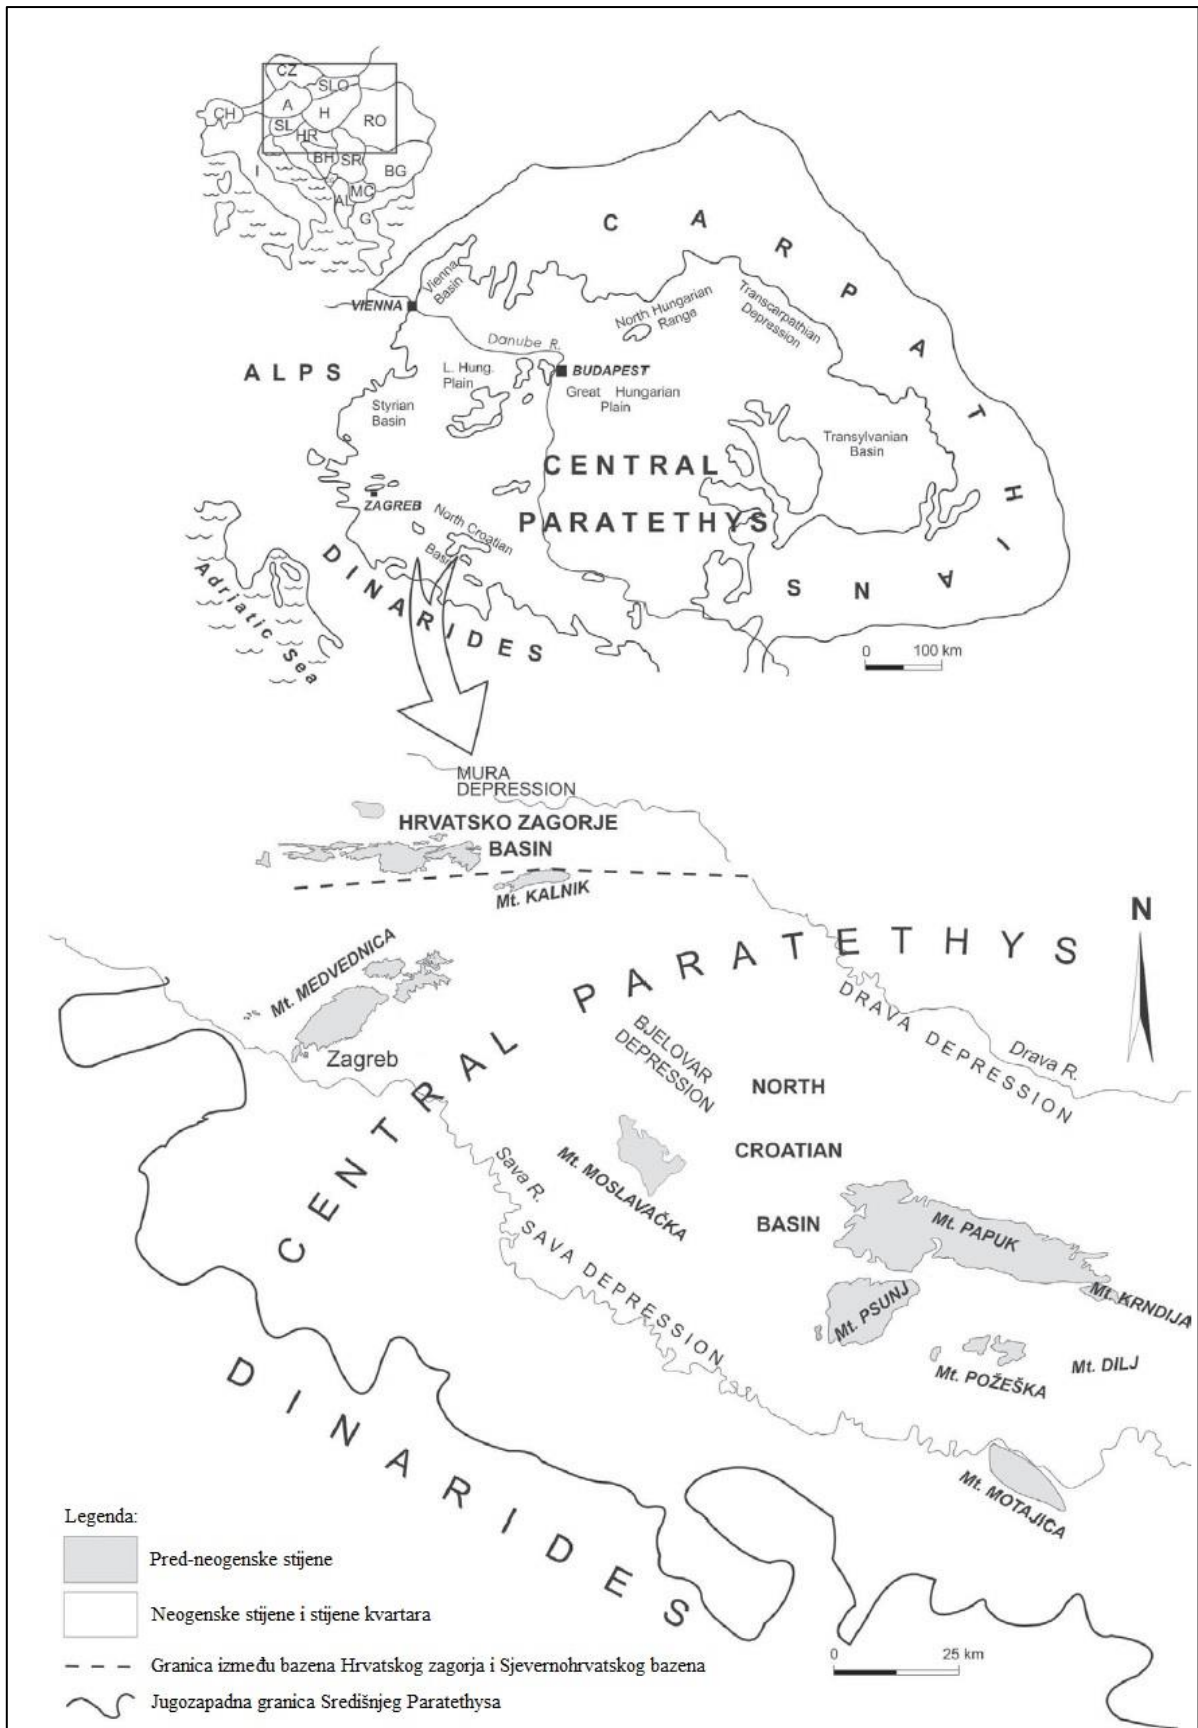 CZ
SLO
CH
A
H
SL
RO
HR
BH
SR
I
BG
MC
AL
G
CARPATHIANS
Vienna
Basin
VIENNA
North Hungarian
Range
Transcarpathian
Depression
Danube R.
ALPS
L. Hung.
Plain
BUDAPEST
Great Hungarian
Plain
Styrian
Basin
Transylvanian
Basin
CENTRAL
PARATETHYS
ZAGREB
North Croatian
Basin
DINARIDES
Adriatic Sea
0 100 km
MURA
DEPRESSION
HRVATSKO ZAGORJE
BASIN
Mt. KALNIK
N
Mt. MEDVEDNICA
Zagreb
CENTRAL PARATETHYS
BJELOVAR
DEPRESSION
DRAVA DEPRESSION
Drava R.
NORTH
CROATIAN
BASIN
Mt. MOSLAVAČKA
Sava R.
SAVA DEPRESSION
Mt. PAPUK
Mt. PSUNJ
Mt. KRNDIJA
Mt. POŽEŠKA
Mt. DILJ
Mt. MOTAJICA
DINARIDES
Legenda:
Pred-neogenske stijene
Neogenske stijene i stijene kvartara
Granica između bazena Hrvatskog zagorja i Sjevernohrvatskog bazena
Jugozapadna granica Središnjeg Paratethysa
0 25 km